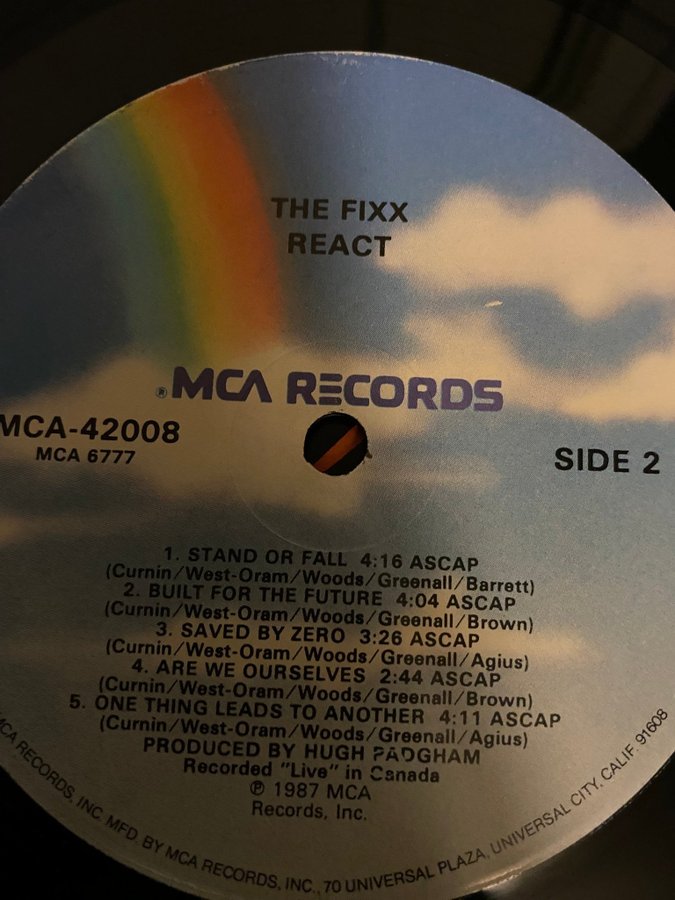 THE FIXX
REACT
®MCA RECORDS
MCA-42008
MCA 6777
SIDE 2
1. STAND OR FALL 4:16 ASCAP
(Curnin/West-Oram/Woods/Greenall/Barrett)
2. BUILT FOR THE FUTURE 4:04 ASCAP
(Curnin/West-Oram/Woods/Greenall/Brown)
3. SAVED BY ZERO 3:26 ASCAP
(Curnin/West-Oram/Woods/Greenall/Agius)
4. ARE WE OURSELVES 2:44 ASCAP
(Curnin/West-Oram/Woods/Greenall/Brown)
5. ONE THING LEADS TO ANOTHER 4:11 ASCAP
(Curnin/West-Oram/Woods/Greenall/Agius)
PRODUCED BY HUGH PADGHAM
Recorded "Live" in Canada
℗ 1987 MCA
Records, Inc.
MCA RECORDS, INC. MFD. BY MCA RECORDS, INC., 70 UNIVERSAL PLAZA, UNIVERSAL CITY, CALIF. 91608